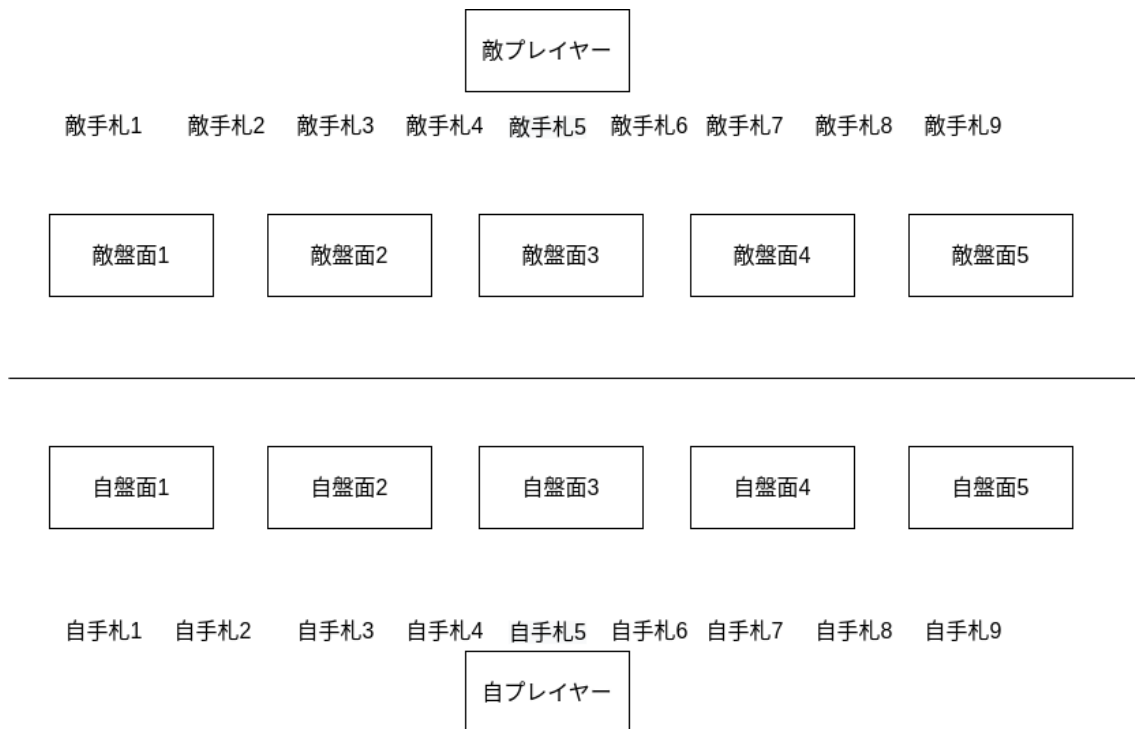 敵プレイヤー
敵手札1 敵手札2 敵手札3 敵手札4 敵手札5 敵手札6 敵手札7 敵手札8 敵手札9
敵盤面1 敵盤面2 敵盤面3 敵盤面4 敵盤面5
自盤面1 自盤面2 自盤面3 自盤面4 自盤面5
自手札1 自手札2 自手札3 自手札4 自手札5 自手札6 自手札7 自手札8 自手札9
自プレイヤー